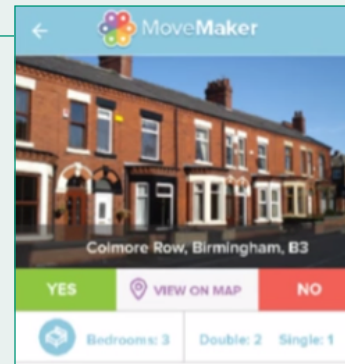 MoveMaker
Colmore Row, Birmingham, B3
YES VIEW ON MAP NO
Bedrooms: 3 Double: 2 Single: 1